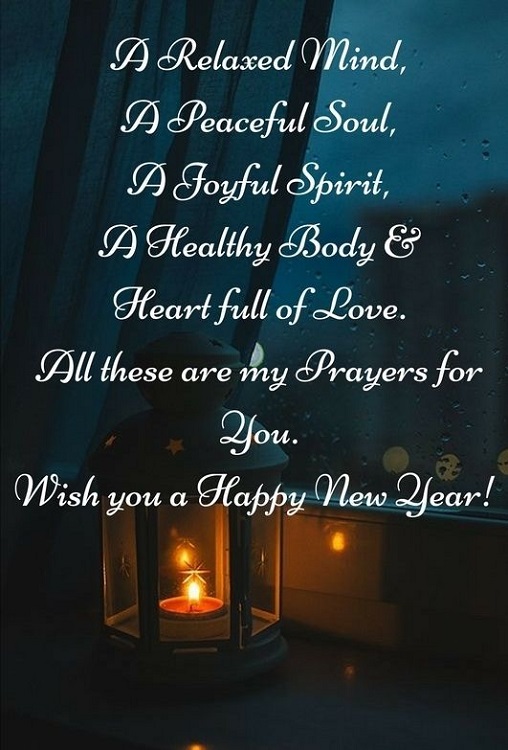 A Relaxed Mind,
A Peaceful Soul,
A Joyful Spirit,
A Healthy Body &
Heart full of Love.
All these are my Prayers for
You.
Wish you a Happy New Year!